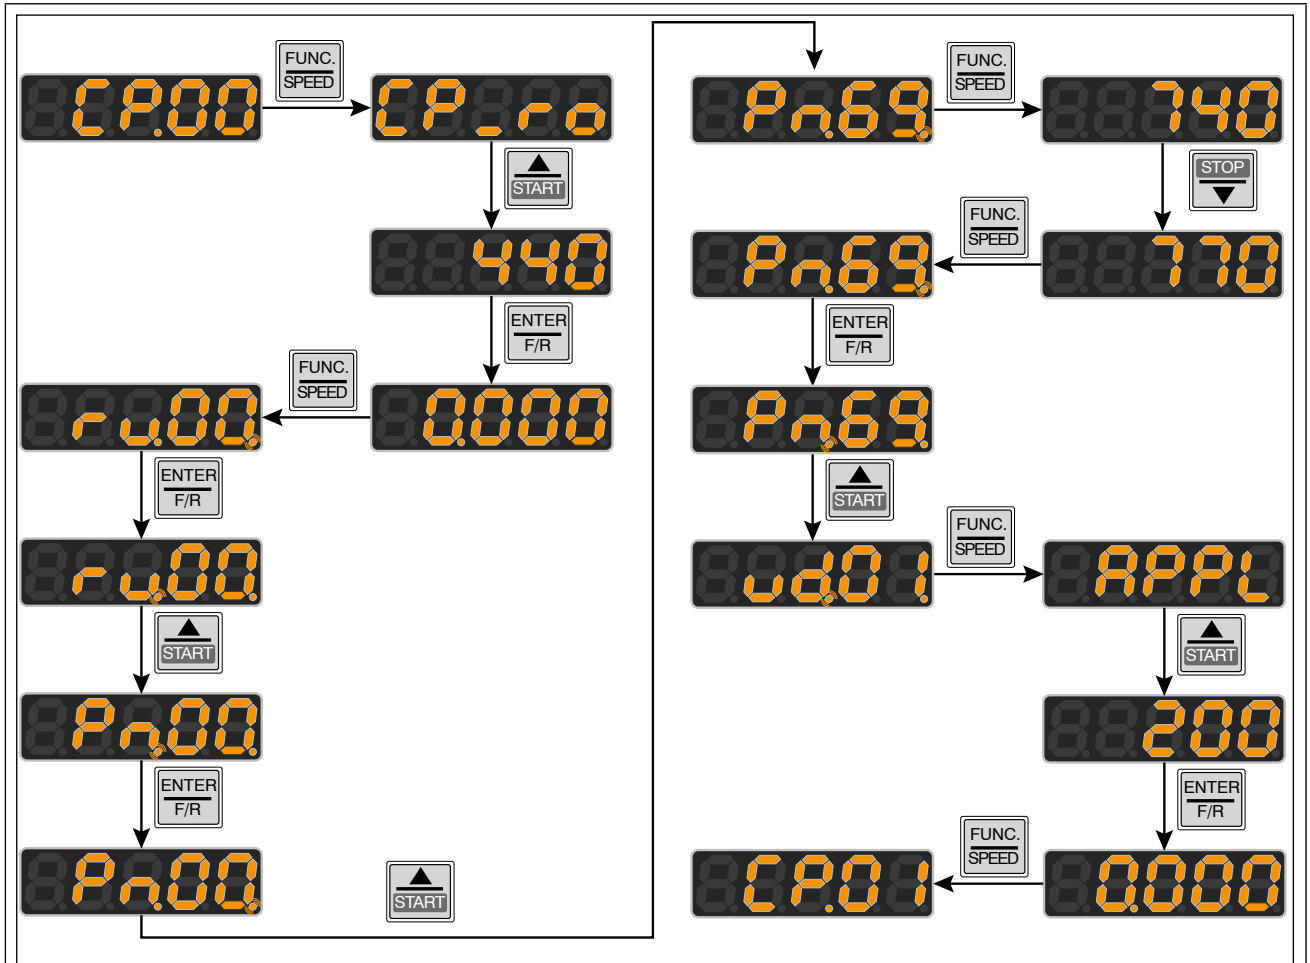 CP.00
FUNC.
SPEED
CP_ro
START
440
ENTER
F/R
0.000
FUNC.
SPEED
ru.00.
ENTER
F/R
ru.00.
START
Pn.00.
ENTER
F/R
Pn.00.
START
Pn.69.
FUNC.
SPEED
740
STOP
770
FUNC.
SPEED
Pn.69.
ENTER
F/R
Pn.69.
START
ud.01.
FUNC.
SPEED
APPL
START
200
ENTER
F/R
0.000
FUNC.
SPEED
CP.01